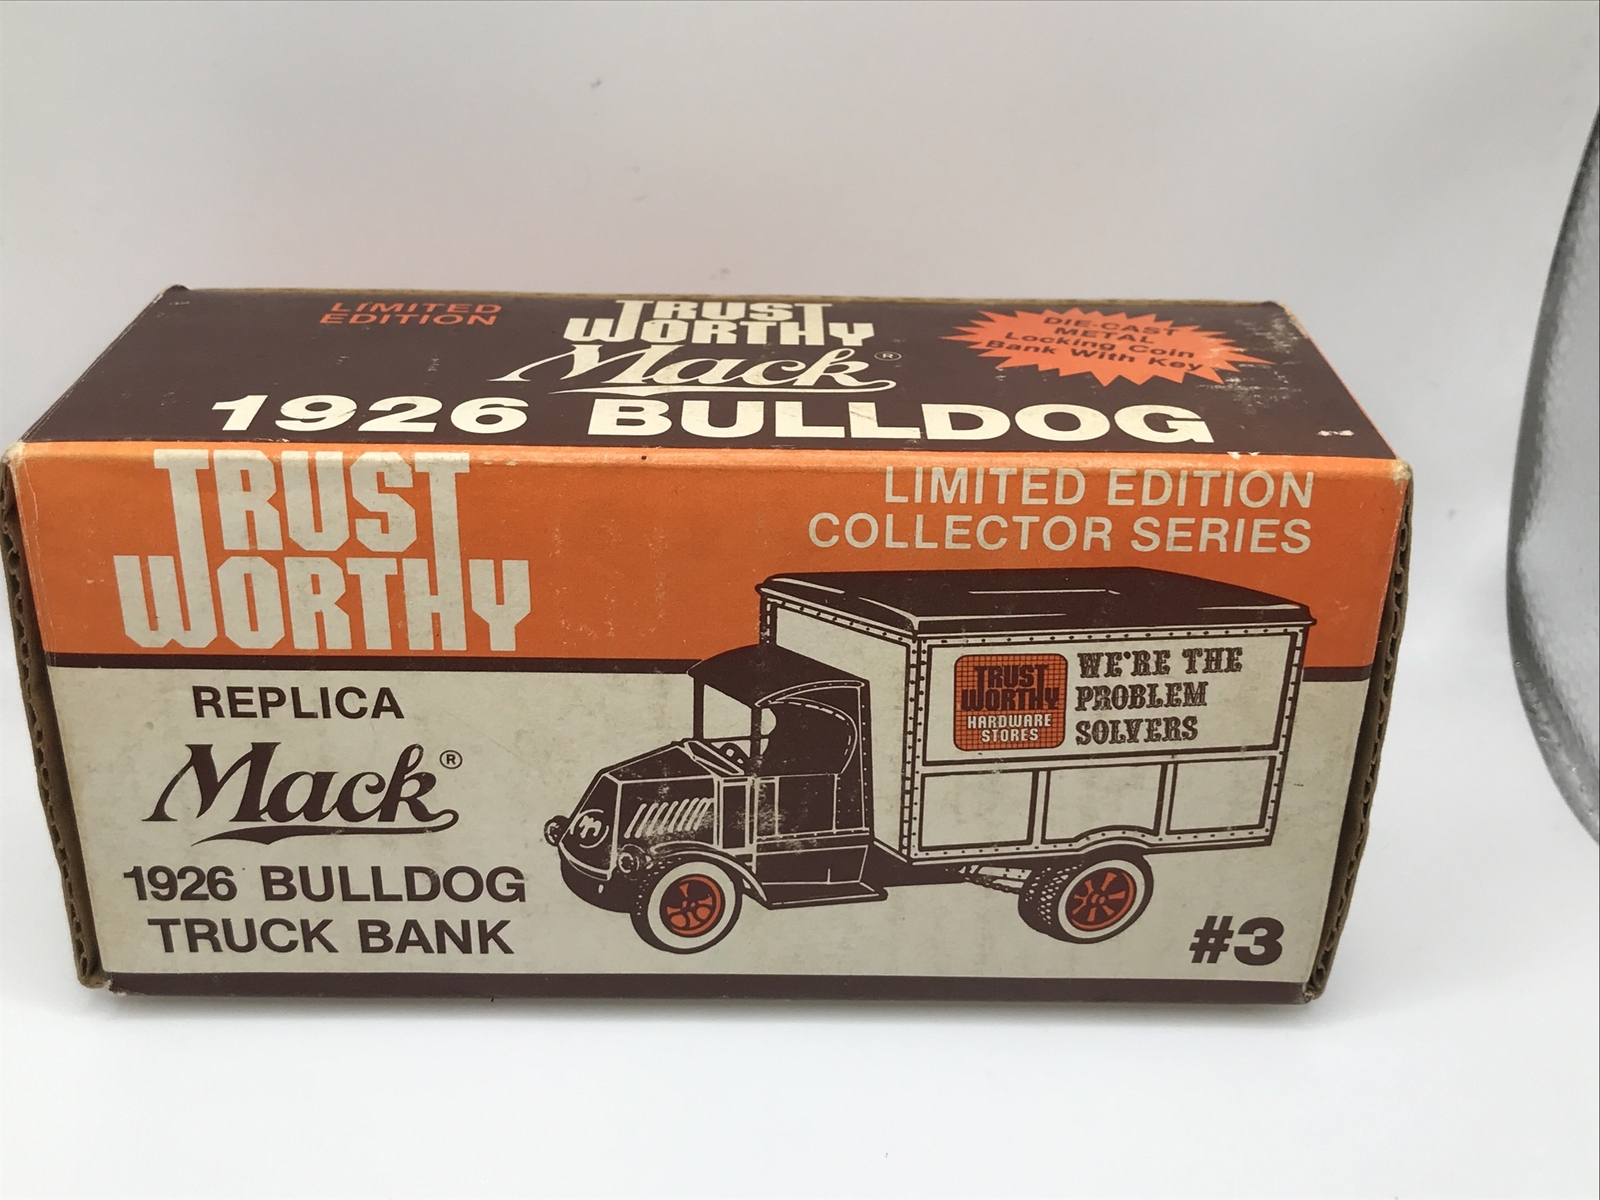 LIMITED
EDITION
TRUST
WORTHY
Mack®
1926 BULLDOG
DIE-CAST
METAL
Locking Coin
Bank With Key
TRUST
WORTHY
LIMITED EDITION
COLLECTOR SERIES
REPLICA
Mack®
1926 BULLDOG
TRUCK BANK
TRUST
WORTHY
HARDWARE
STORES
WE'RE THE
PROBLEM
SOLVERS
m
#3